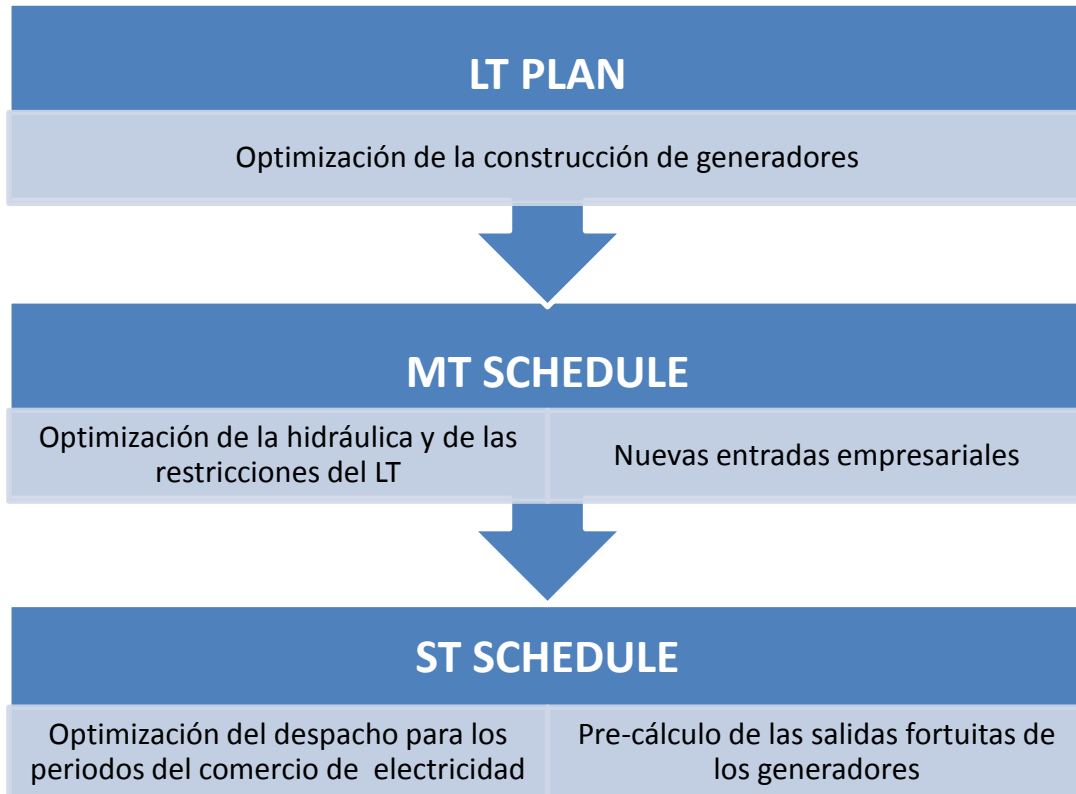 LT PLAN
Optimización de la construcción de generadores
MT SCHEDULE
Optimización de la hidráulica y de las
restricciones del LT
Nuevas entradas empresariales
ST SCHEDULE
Optimización del despacho para los
periodos del comercio de electricidad
Pre-cálculo de las salidas fortuitas de
los generadores